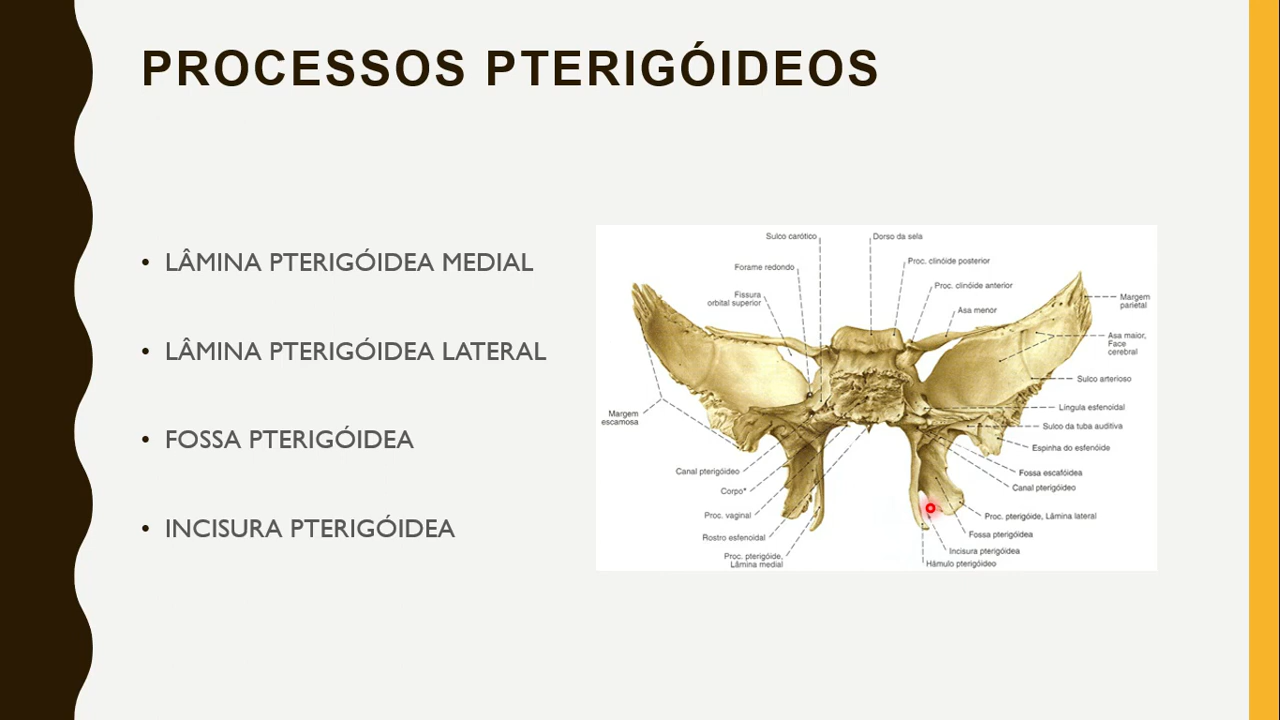 PROCESSOS PTERIGÓIDEOS
• LÂMINA PTERIGÓIDEA MEDIAL
• LÂMINA PTERIGÓIDEA LATERAL
• FOSSA PTERIGÓIDEA
• INCISURA PTERIGÓIDEA
Sulco carótico
Forame redondo
Fissura
orbital superior
Margem
escamosa
Canal pterigóideo
Corpo*
Proc. vaginal
Rostro esfenoidal
Proc. pterigóide,
Lâmina medial
Dorso da sela
Proc. clinóide posterior
Proc. clinóide anterior
Asa menor
Margem
parietal
Asa maior,
Face
cerebral
Sulco arterioso
Língula esfenoidal
Sulco da tuba auditiva
Espinha do esfenóide
Fossa escafóidea
Canal pterigóideo
Proc. pterigóide, Lâmina lateral
Fossa pterigóidea
Incisura pterigóidea
Hâmulo pterigóideo